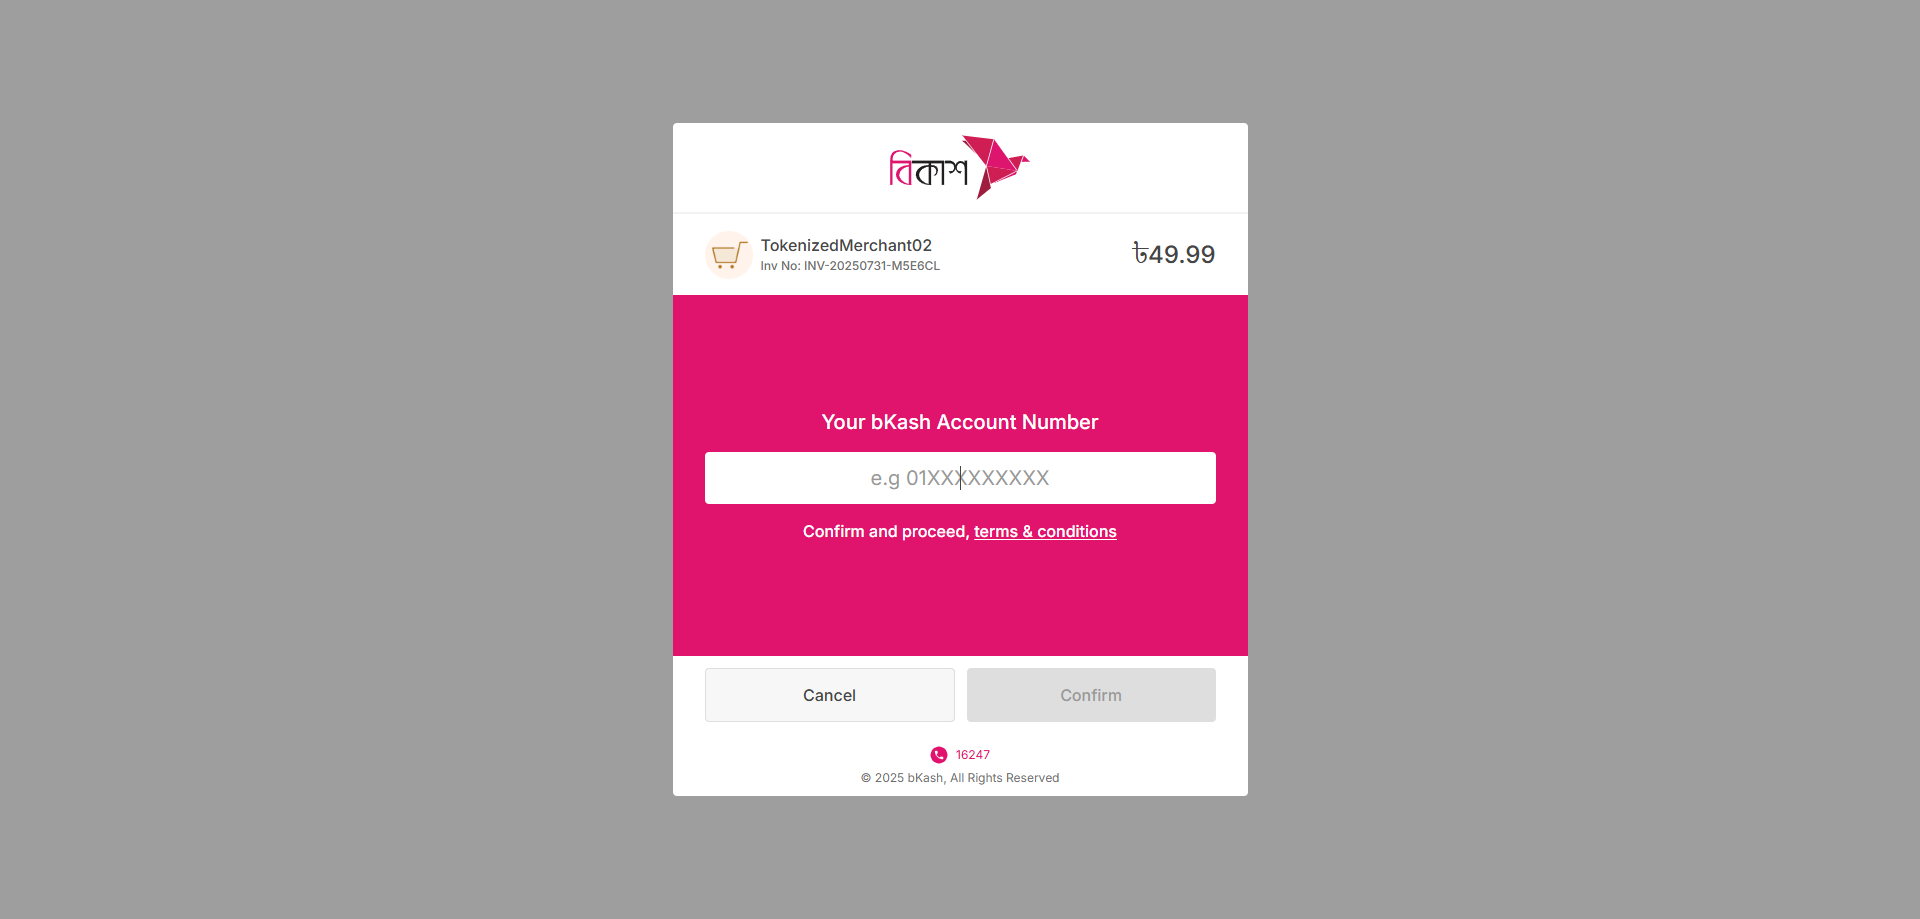 বিকাশ
TokenizedMerchant02
Inv No: INV-20250731-M5E6CL
৳49.99
Your bKash Account Number
e.g 01XXXXXXXXX
Confirm and proceed, terms & conditions
Cancel
Confirm
16247
© 2025 bKash, All Rights Reserved